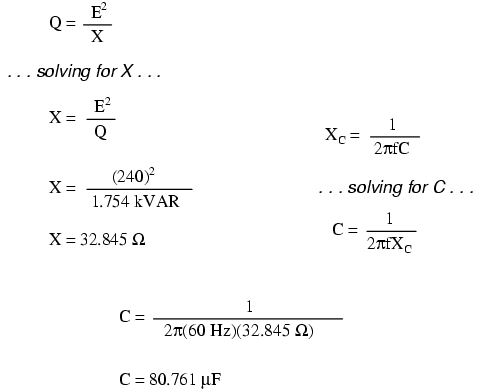 Q = E²/X
. . . solving for X . . .
X = E²/Q
X = (240)²/1.754 kVAR
X = 32.845 Ω
X_C = 1/2πfC
. . . solving for C . . .
C = 1/2πfX_C
C = 1/2π(60 Hz)(32.845 Ω)
C = 80.761 μF